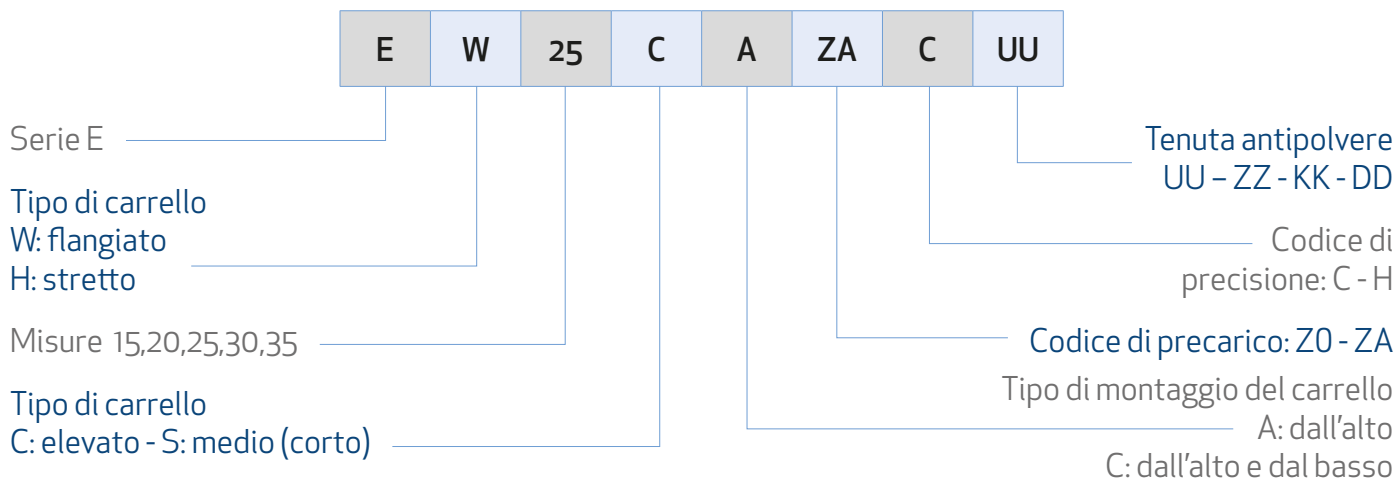 E W 25 C A ZA C UU
Serie E
Tipo di carrello
W: flangiato
H: stretto
Misure 15,20,25,30,35
Tipo di carrello
C: elevato - S: medio (corto)
Tenuta antipolvere
UU – ZZ - KK - DD
Codice di
precisione: C - H
Codice di precarico: Z0 - ZA
Tipo di montaggio del carrello
A: dall'alto
C: dall'alto e dal basso